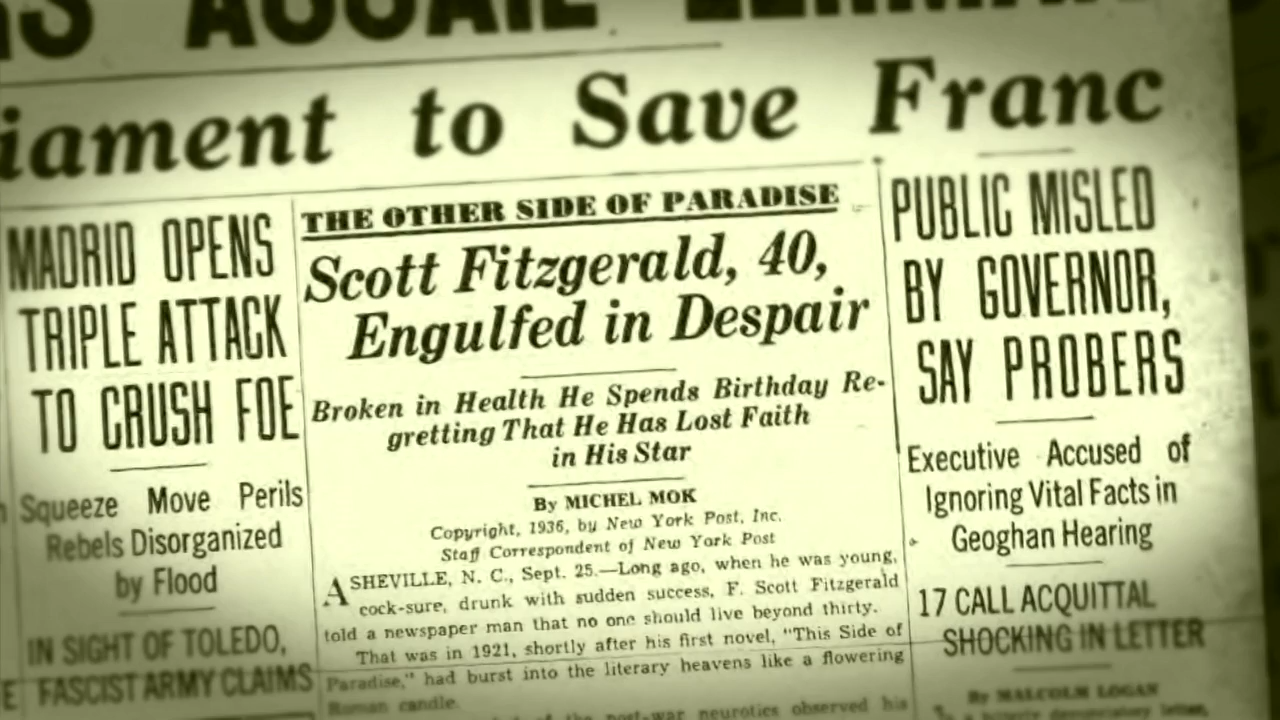 iament to Save Franc
MADRID OPENS
TRIPLE ATTACK
TO CRUSH FOE
Squeeze Move Perils
Rebels Disorganized
by Flood
IN SIGHT OF TOLEDO,
FASCIST ARMY CLAIMS
THE OTHER SIDE OF PARADISE
Scott Fitzgerald, 40,
Engulfed in Despair
Broken in Health He Spends Birthday Re-
gretting That He Has Lost Faith
in His Star
By MICHEL MOK
Copyright, 1936, by New York Post, Inc.
Staff Correspondent of New York Post
ASHEVILLE, N. C., Sept. 25.—Long ago, when he was young,
cock-sure, drunk with sudden success, F. Scott Fitzgerald
told a newspaper man that no one should live beyond thirty.
That was in 1921, shortly after his first novel, "This Side of
Paradise," had burst into the literary heavens like a flowering
Roman candle.
post-war neurotics observed his
PUBLIC MISLED
BY GOVERNOR,
SAY PROBERS
Executive Accused of
Ignoring Vital Facts in
Geoghan Hearing
17 CALL ACQUITTAL
SHOCKING IN LETTER
By MALCOLM LOGAN